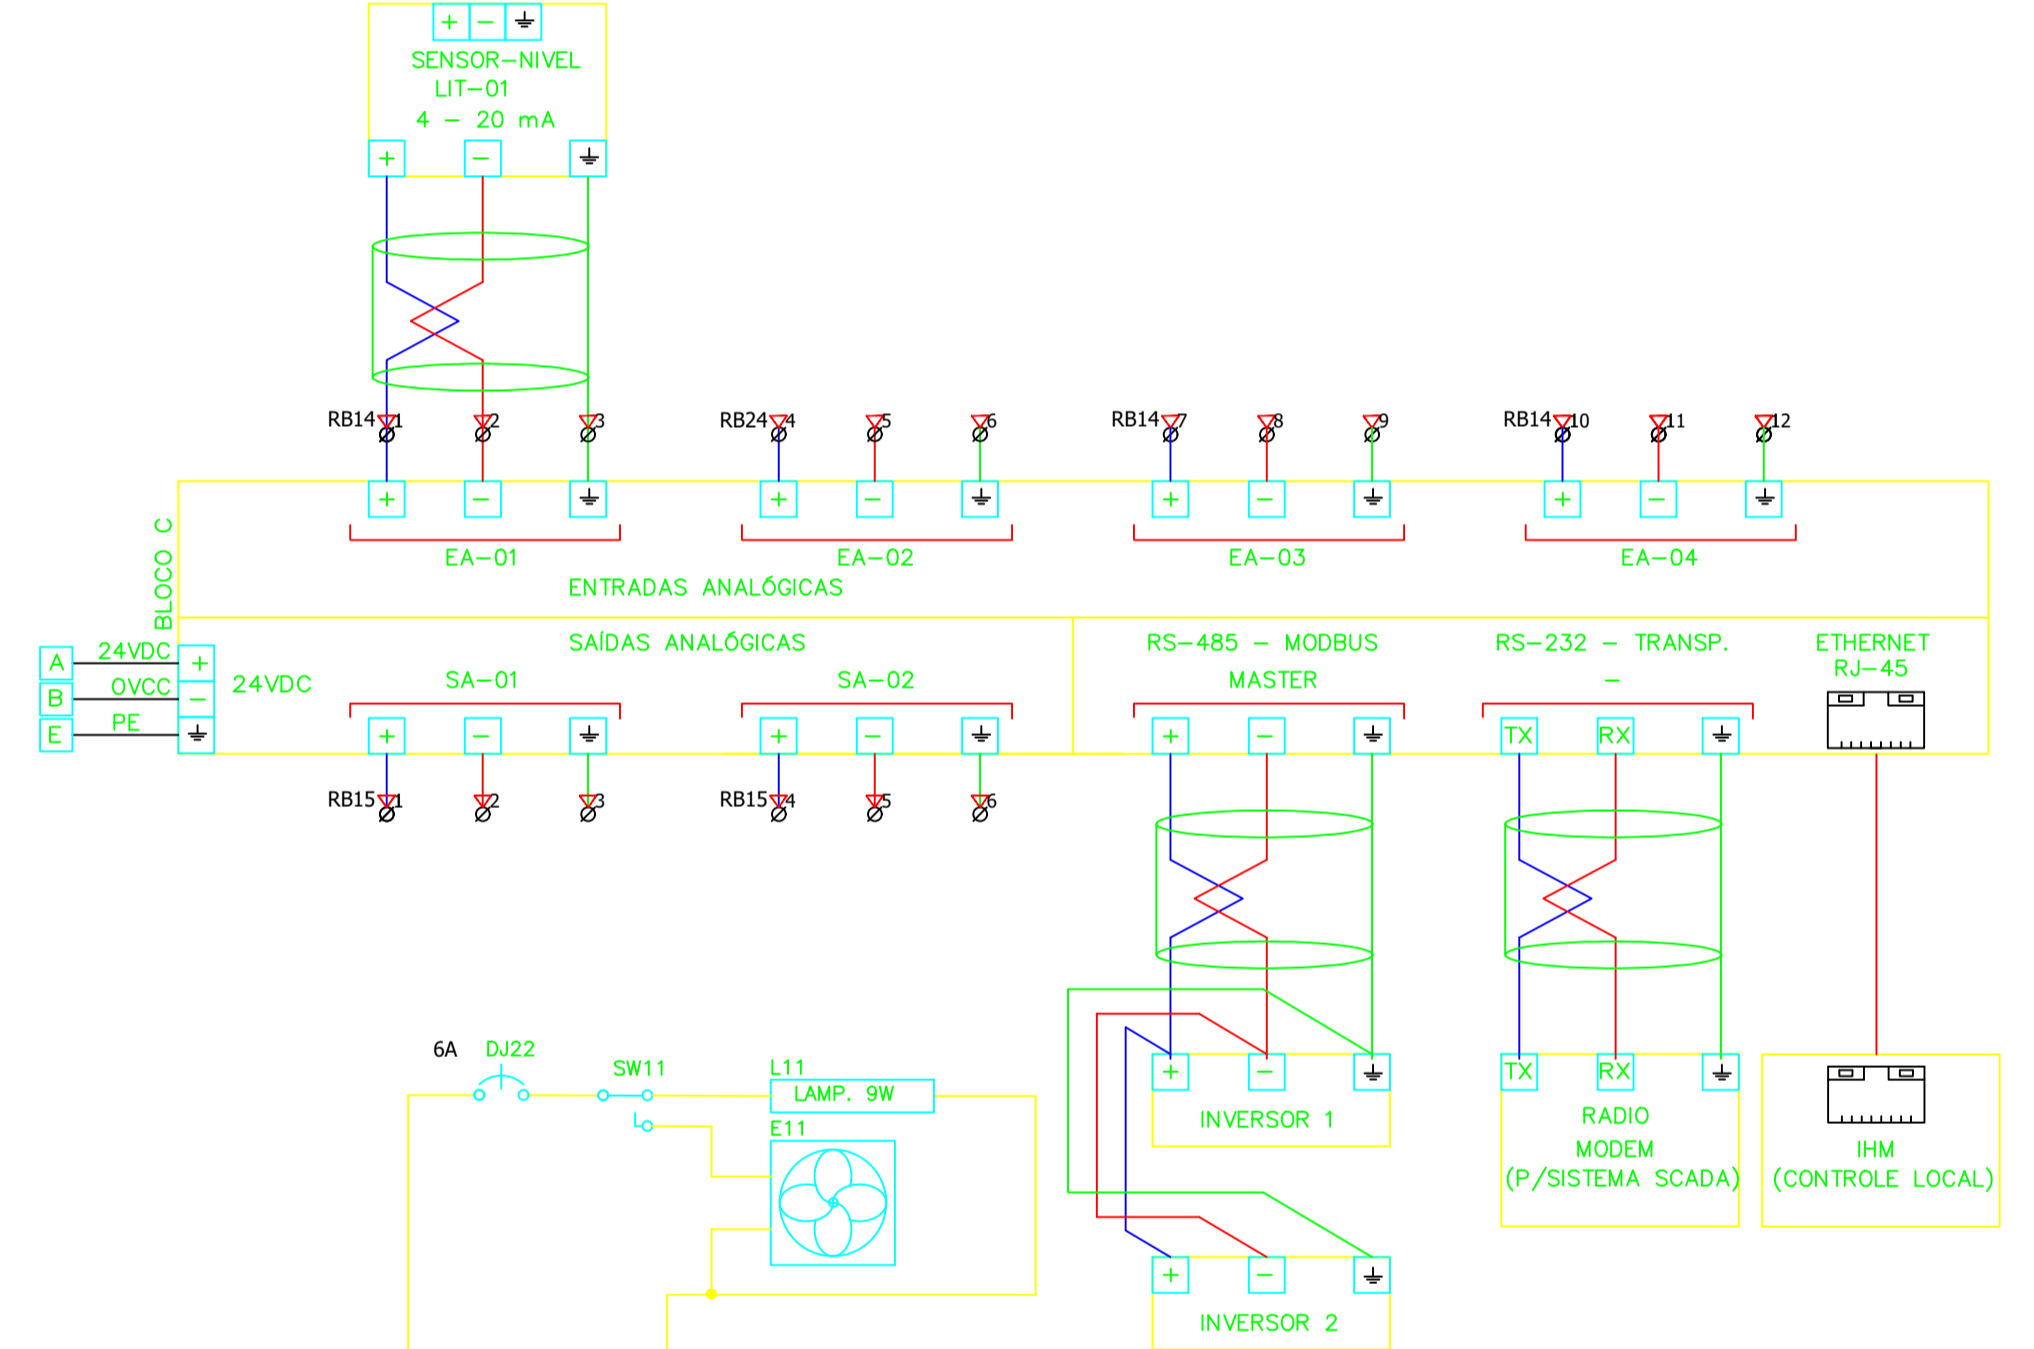 + −
SENSOR−NIVEL
LIT−01
4 − 20 mA
+ −
RB14 1 2 3 RB24 4 5 6 RB14 7 8 9 RB14 10 11 12
+ − + − + − + −
EA−01 EA−02 EA−03 EA−04
ENTRADAS ANALÓGICAS
BLOCO C
SAÍDAS ANALÓGICAS RS−485 − MODBUS RS−232 − TRANSP. ETHERNET
RJ−45
A 24VDC +
B 0VCC −
E PE
24VDC
SA−01 SA−02 MASTER −
+ − + − + − TX RX
RB15 1 2 3 RB15 4 5 6
6A DJ22
SW11
L11
LAMP. 9W
E11
+ −
INVERSOR 1
TX RX
RADIO
MODEM
(P/SISTEMA SCADA)
IHM
(CONTROLE LOCAL)
+ −
INVERSOR 2